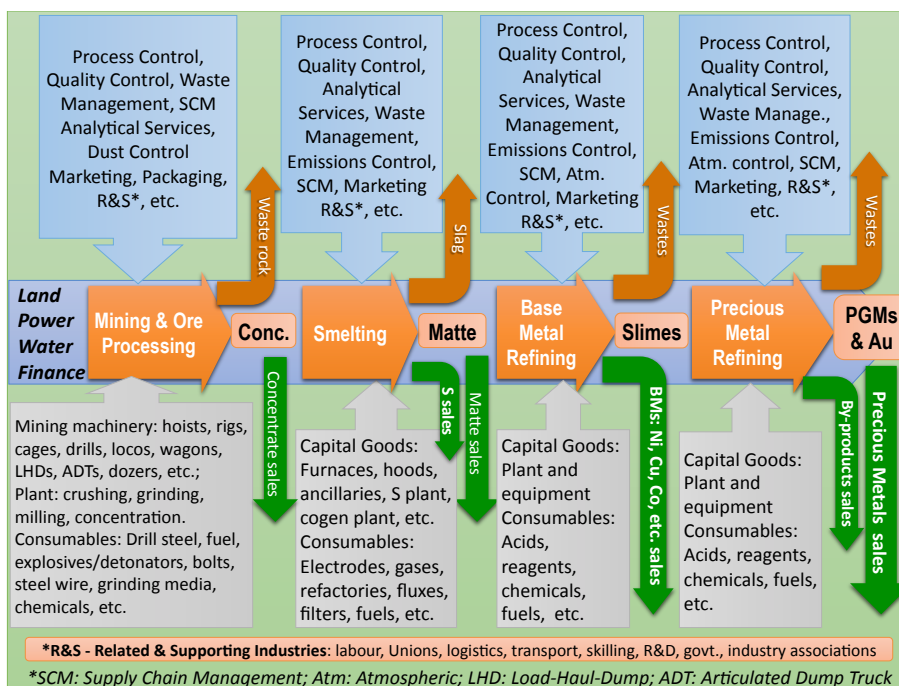 Process Control,
Quality Control, Waste
Management, SCM
Analytical Services,
Dust Control
Marketing, Packaging,
R&S*, etc.
Process Control,
Quality Control,
Analytical
Services, Waste
Management,
Emissions Control,
SCM, Marketing
R&S*, etc.
Process Control,
Quality Control,
Analytical
Services, Waste
Management,
Emissions Control,
SCM, Atm.
Control, Marketing
R&S*, etc.
Process Control,
Quality Control,
Analytical Services,
Waste Manage.,
Emissions Control,
Atm. control, SCM,
Marketing, R&S*,
etc.
Waste rock
Slag
Wastes
Wastes
Land
Power
Water
Finance
Mining & Ore
Processing
Conc.
Smelting
Matte
Base
Metal
Refining
Slimes
Precious
Metal
Refining
PGMs
& Au
Concentrate sales
S sales
Matte sales
BMs: Ni, Cu, Co, etc. sales
By-products sales
Precious Metals sales
Mining machinery: hoists, rigs,
cages, drills, locos, wagons,
LHDs, ADTs, dozers, etc.;
Plant: crushing, grinding,
milling, concentration.
Consumables: Drill steel, fuel,
explosives/detonators, bolts,
steel wire, grinding media,
chemicals, etc.
Capital Goods:
Furnaces, hoods,
ancillaries, S plant,
cogen plant, etc.
Consumables:
Electrodes, gases,
refactories, fluxes,
filters, fuels, etc.
Capital Goods:
Plant and
equipment
Consumables:
Acids,
reagents,
chemicals,
fuels, etc.
Capital Goods:
Plant and
equipment
Consumables:
Acids, reagents,
chemicals, fuels,
etc.
*R&S - Related & Supporting Industries: labour, Unions, logistics, transport, skilling, R&D, govt., industry associations
*SCM: Supply Chain Management; Atm: Atmospheric; LHD: Load-Haul-Dump; ADT: Articulated Dump Truck